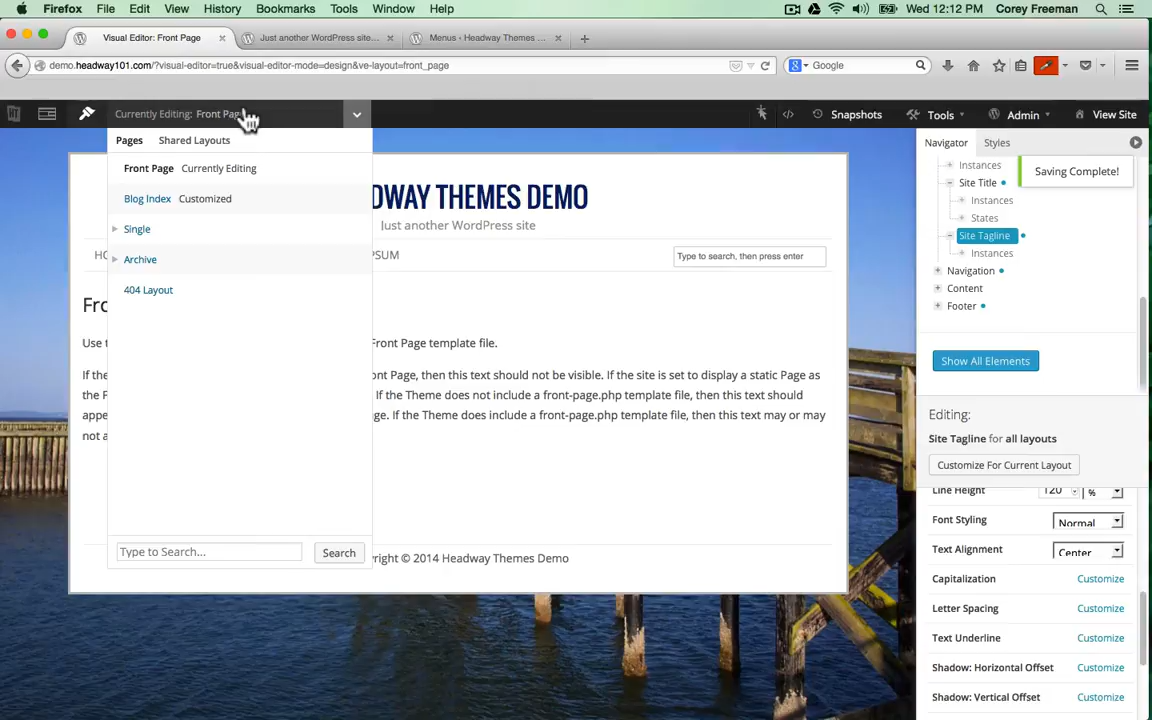 Firefox File Edit View History Bookmarks Tools Window Help Wed 12:12 PM Corey Freeman
Visual Editor: Front Page
Just another WordPress site...
Menus ‹ Headway Themes ...
demo.headway101.com/?visual-editor=true&visual-editor-mode=design&ve-layout=front_page
Google
Currently Editing: Front Pag
Snapshots
Tools
Admin
View Site
Pages
Shared Layouts
Navigator
Styles
Front Page Currently Editing
Blog Index Customized
Single
Archive
404 Layout
Type to Search...
Search
DWAY THEMES DEMO
Just another WordPress site
HO
PSUM
Type to search, then press enter
Fro
Use t
Front Page template file.
If the
ont Page, then this text should not be visible. If the site is set to display a static Page as
the F
If the Theme does not include a front-page.php template file, then this text should
appe
ge. If the Theme does include a front-page.php template file, then this text may or may
not a
right © 2014 Headway Themes Demo
Instances
Saving Complete!
Site Title
Instances
States
Site Tagline
Instances
Navigation
Content
Footer
Show All Elements
Editing:
Site Tagline for all layouts
Customize For Current Layout
Line Height 120 %
Font Styling Normal
Text Alignment Center
Capitalization Customize
Letter Spacing Customize
Text Underline Customize
Shadow: Horizontal Offset Customize
Shadow: Vertical Offset Customize